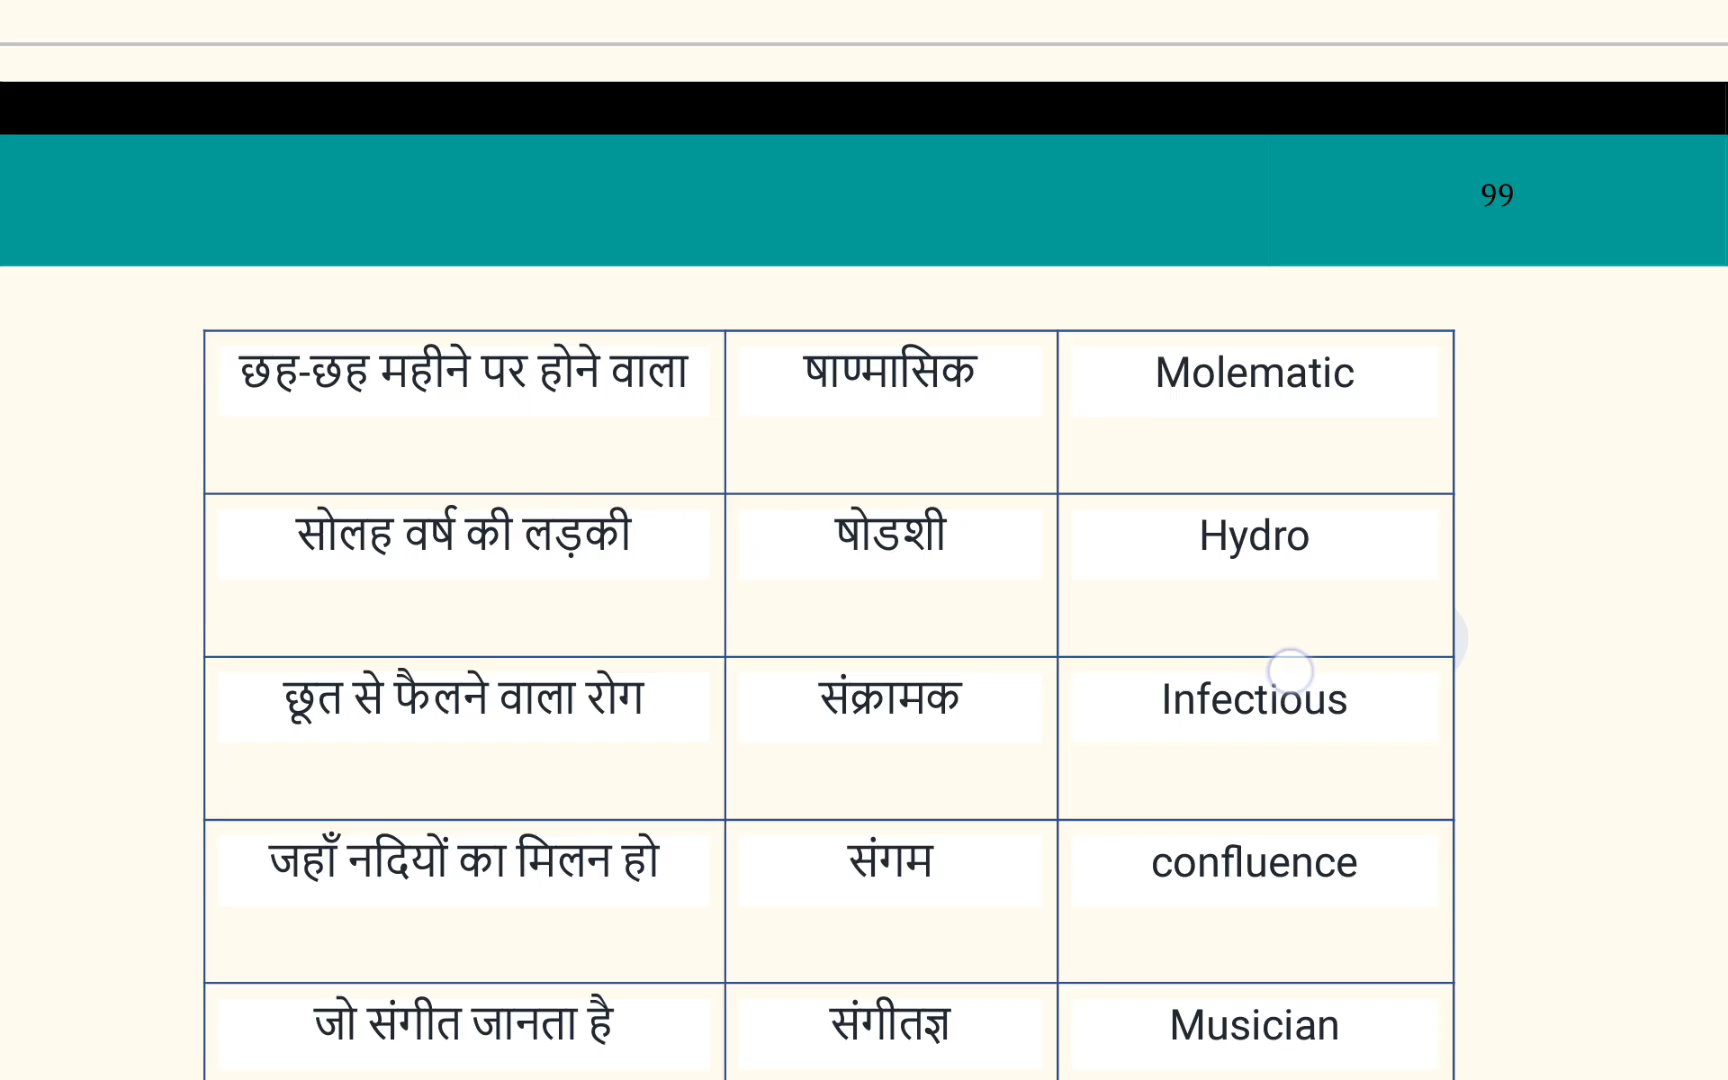 99
छह-छह महीने पर होने वाला षाण्मासिक Molematic
सोलह वर्ष की लड़की षोडशी Hydro
छूत से फैलने वाला रोग संक्रामक Infectious
जहाँ नदियों का मिलन हो संगम confluence
जो संगीत जानता है संगीतज्ञ Musician